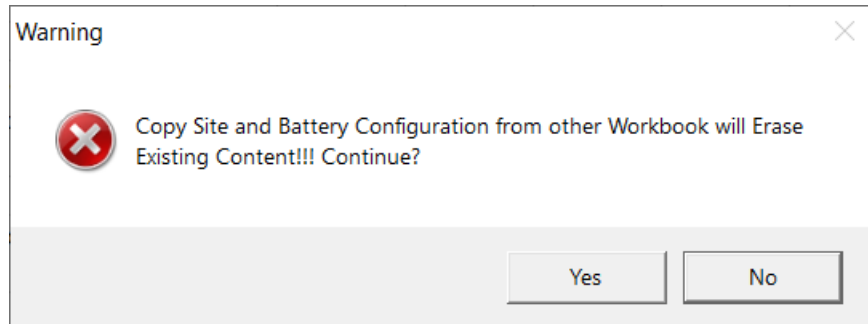 Warning
Copy Site and Battery Configuration from other Workbook will Erase
Existing Content!!! Continue?
Yes
No